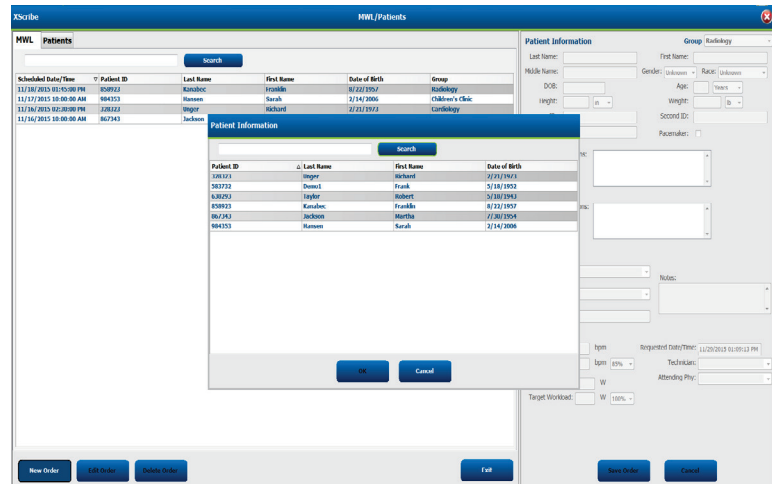 XScribe MWL/Patients
MWL Patients
Search
Scheduled Date/Time Patient ID Last Name First Name Date of Birth Group
11/18/2015 01:45:00 PM 858923 Kanabec Franklin 8/22/1957 Radiology
11/17/2015 10:00:00 AM 984353 Hansen Sarah 2/14/2006 Children's Clinic
11/16/2015 02:30:00 PM 328323 Unger Richard 2/21/1973 Cardiology
11/16/2015 10:00:00 AM 867343 Jackson
Patient Information
Search
Patient ID Last Name First Name Date of Birth
328323 Unger Richard 2/21/1973
583732 Demo1 Frank 5/18/1952
630293 Taylor Robert 5/18/1943
858923 Kanabec Franklin 8/22/1957
867343 Jackson Martha 7/30/1954
984353 Hansen Sarah 2/14/2006
OK Cancel
New Order Edit Order Delete Order Exit
Patient Information Group Radiology
Last Name: First Name:
Middle Name: Gender: Unknown Race: Unknown
DOB: Age: Years
Height: in Weight: lb
Second ID:
Pacemaker:
Notes:
bpm Requested Date/Time: 11/29/2015 01:09:13 PM
bpm 85% Technician:
W Attending Phy:
Target Workload: W 100%
Save Order Cancel